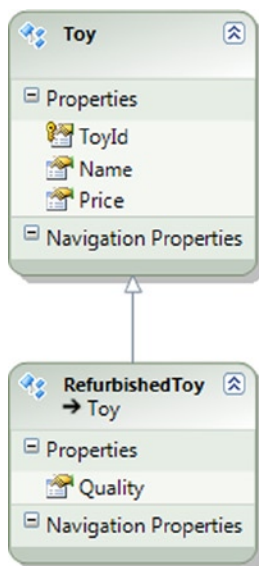 Toy
Properties
ToyId
Name
Price
Navigation Properties
RefurbishedToy
➔ Toy
Properties
Quality
Navigation Properties